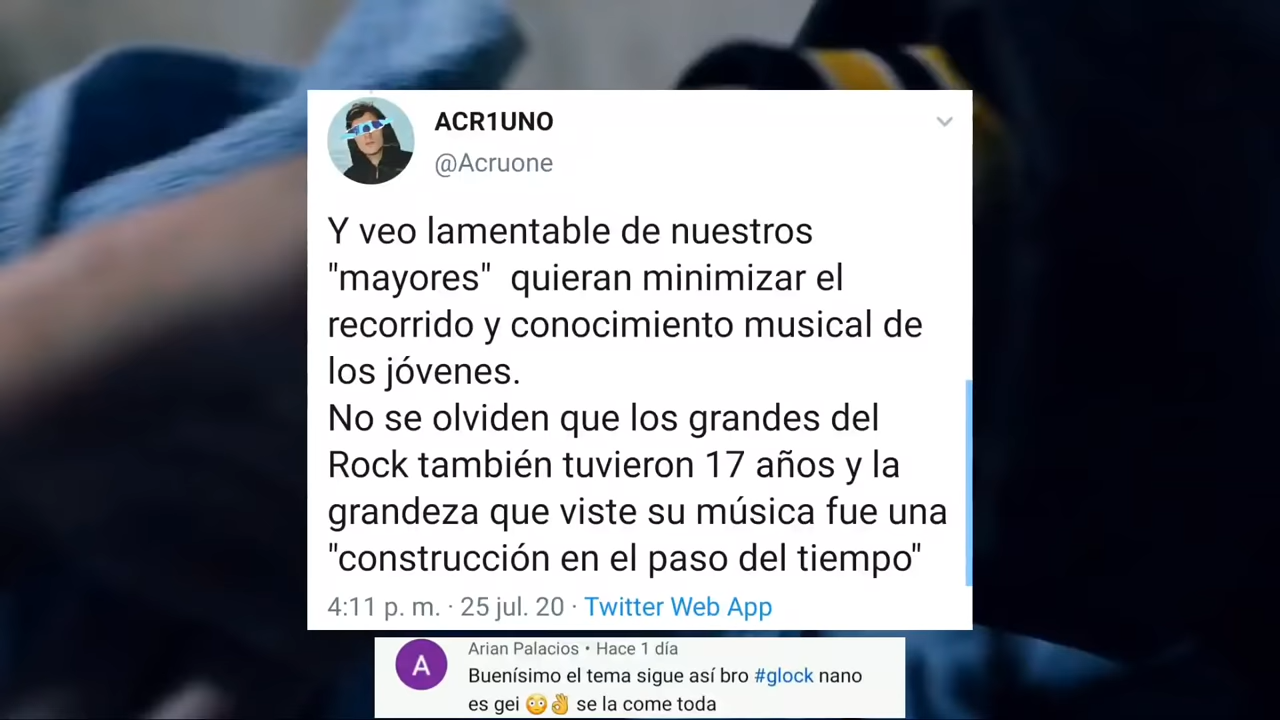 ACR1UNO
@Acruone
Y veo lamentable de nuestros
"mayores"  quieran minimizar el
recorrido y conocimiento musical de
los jóvenes.
No se olviden que los grandes del
Rock también tuvieron 17 años y la
grandeza que viste su música fue una
"construcción en el paso del tiempo"
4:11 p. m. · 25 jul. 20 · Twitter Web App
A
Arian Palacios • Hace 1 día
Buenísimo el tema sigue así bro #glock nano
es gei 😳👌 se la come toda